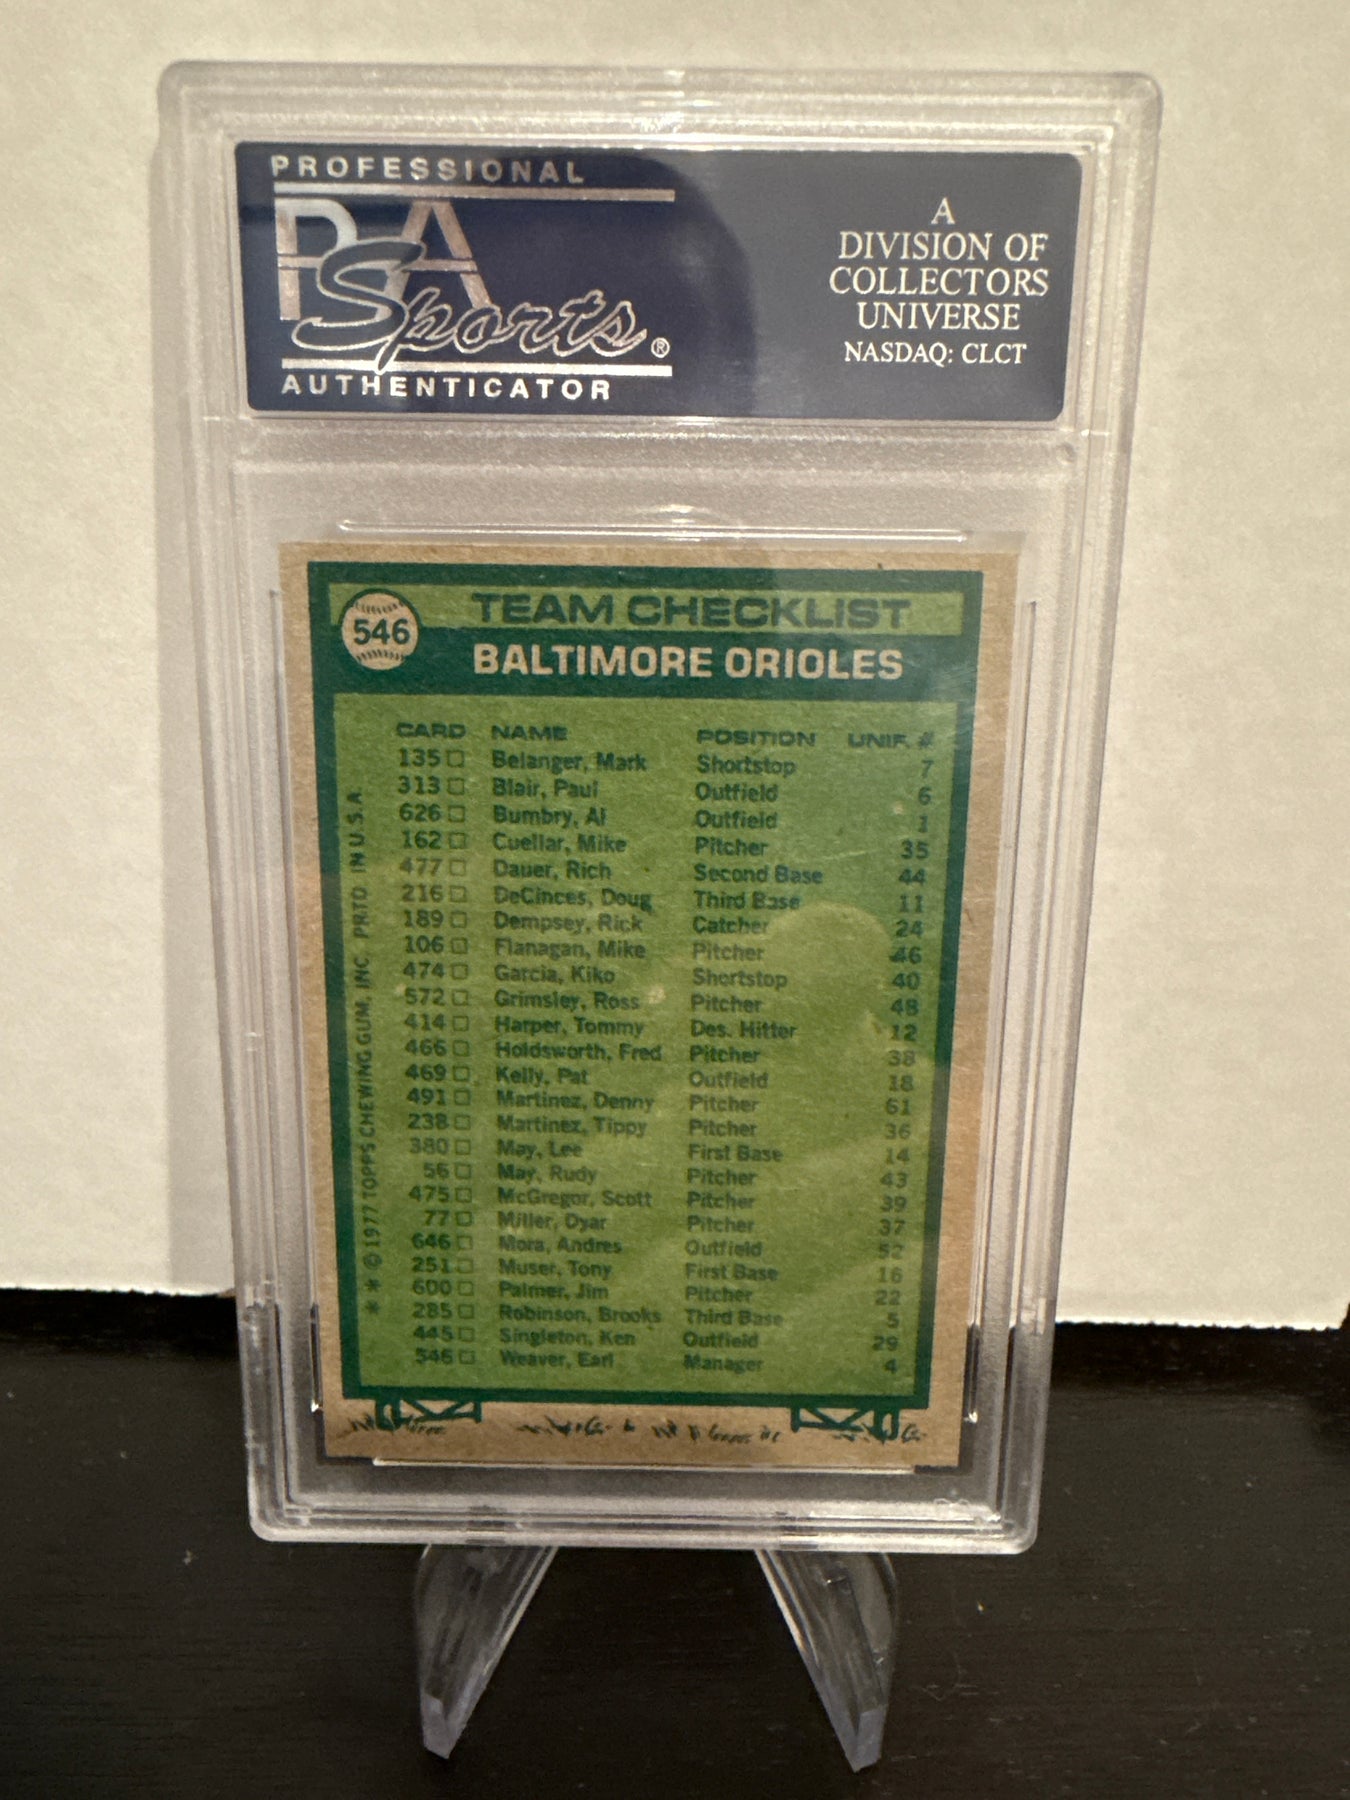 PROFESSIONAL
PSA
Sports®
AUTHENTICATOR
A
DIVISION OF
COLLECTORS
UNIVERSE
NASDAQ: CLCT
546
TEAM CHECKLIST
BALTIMORE ORIOLES
CARD NAME POSITION UNIF. #
135 □ Belanger, Mark Shortstop 7
313 □ Blair, Paul Outfield 6
626 □ Bumbry, Al Outfield 1
162 □ Cuellar, Mike Pitcher 35
477 □ Dauer, Rich Second Base 44
216 □ DeCinces, Doug Third Base 11
189 □ Dempsey, Rick Catcher 24
106 □ Flanagan, Mike Pitcher 46
474 □ Garcia, Kiko Shortstop 40
572 □ Grimsley, Ross Pitcher 48
414 □ Harper, Tommy Des. Hitter 12
466 □ Holdsworth, Fred Pitcher 38
469 □ Kelly, Pat Outfield 18
491 □ Martinez, Denny Pitcher 61
238 □ Martinez, Tippy Pitcher 36
380 □ May, Lee First Base 14
56 □ May, Rudy Pitcher 43
475 □ McGregor, Scott Pitcher 39
77 □ Miller, Dyar Pitcher 37
646 □ Mora, Andres Outfield 52
251 □ Muser, Tony First Base 16
600 □ Palmer, Jim Pitcher 22
285 □ Robinson, Brooks Third Base 5
445 □ Singleton, Ken Outfield 29
546 □ Weaver, Earl Manager 4
** © 1977 TOPPS CHEWING GUM, INC. PRTD. IN U.S.A.